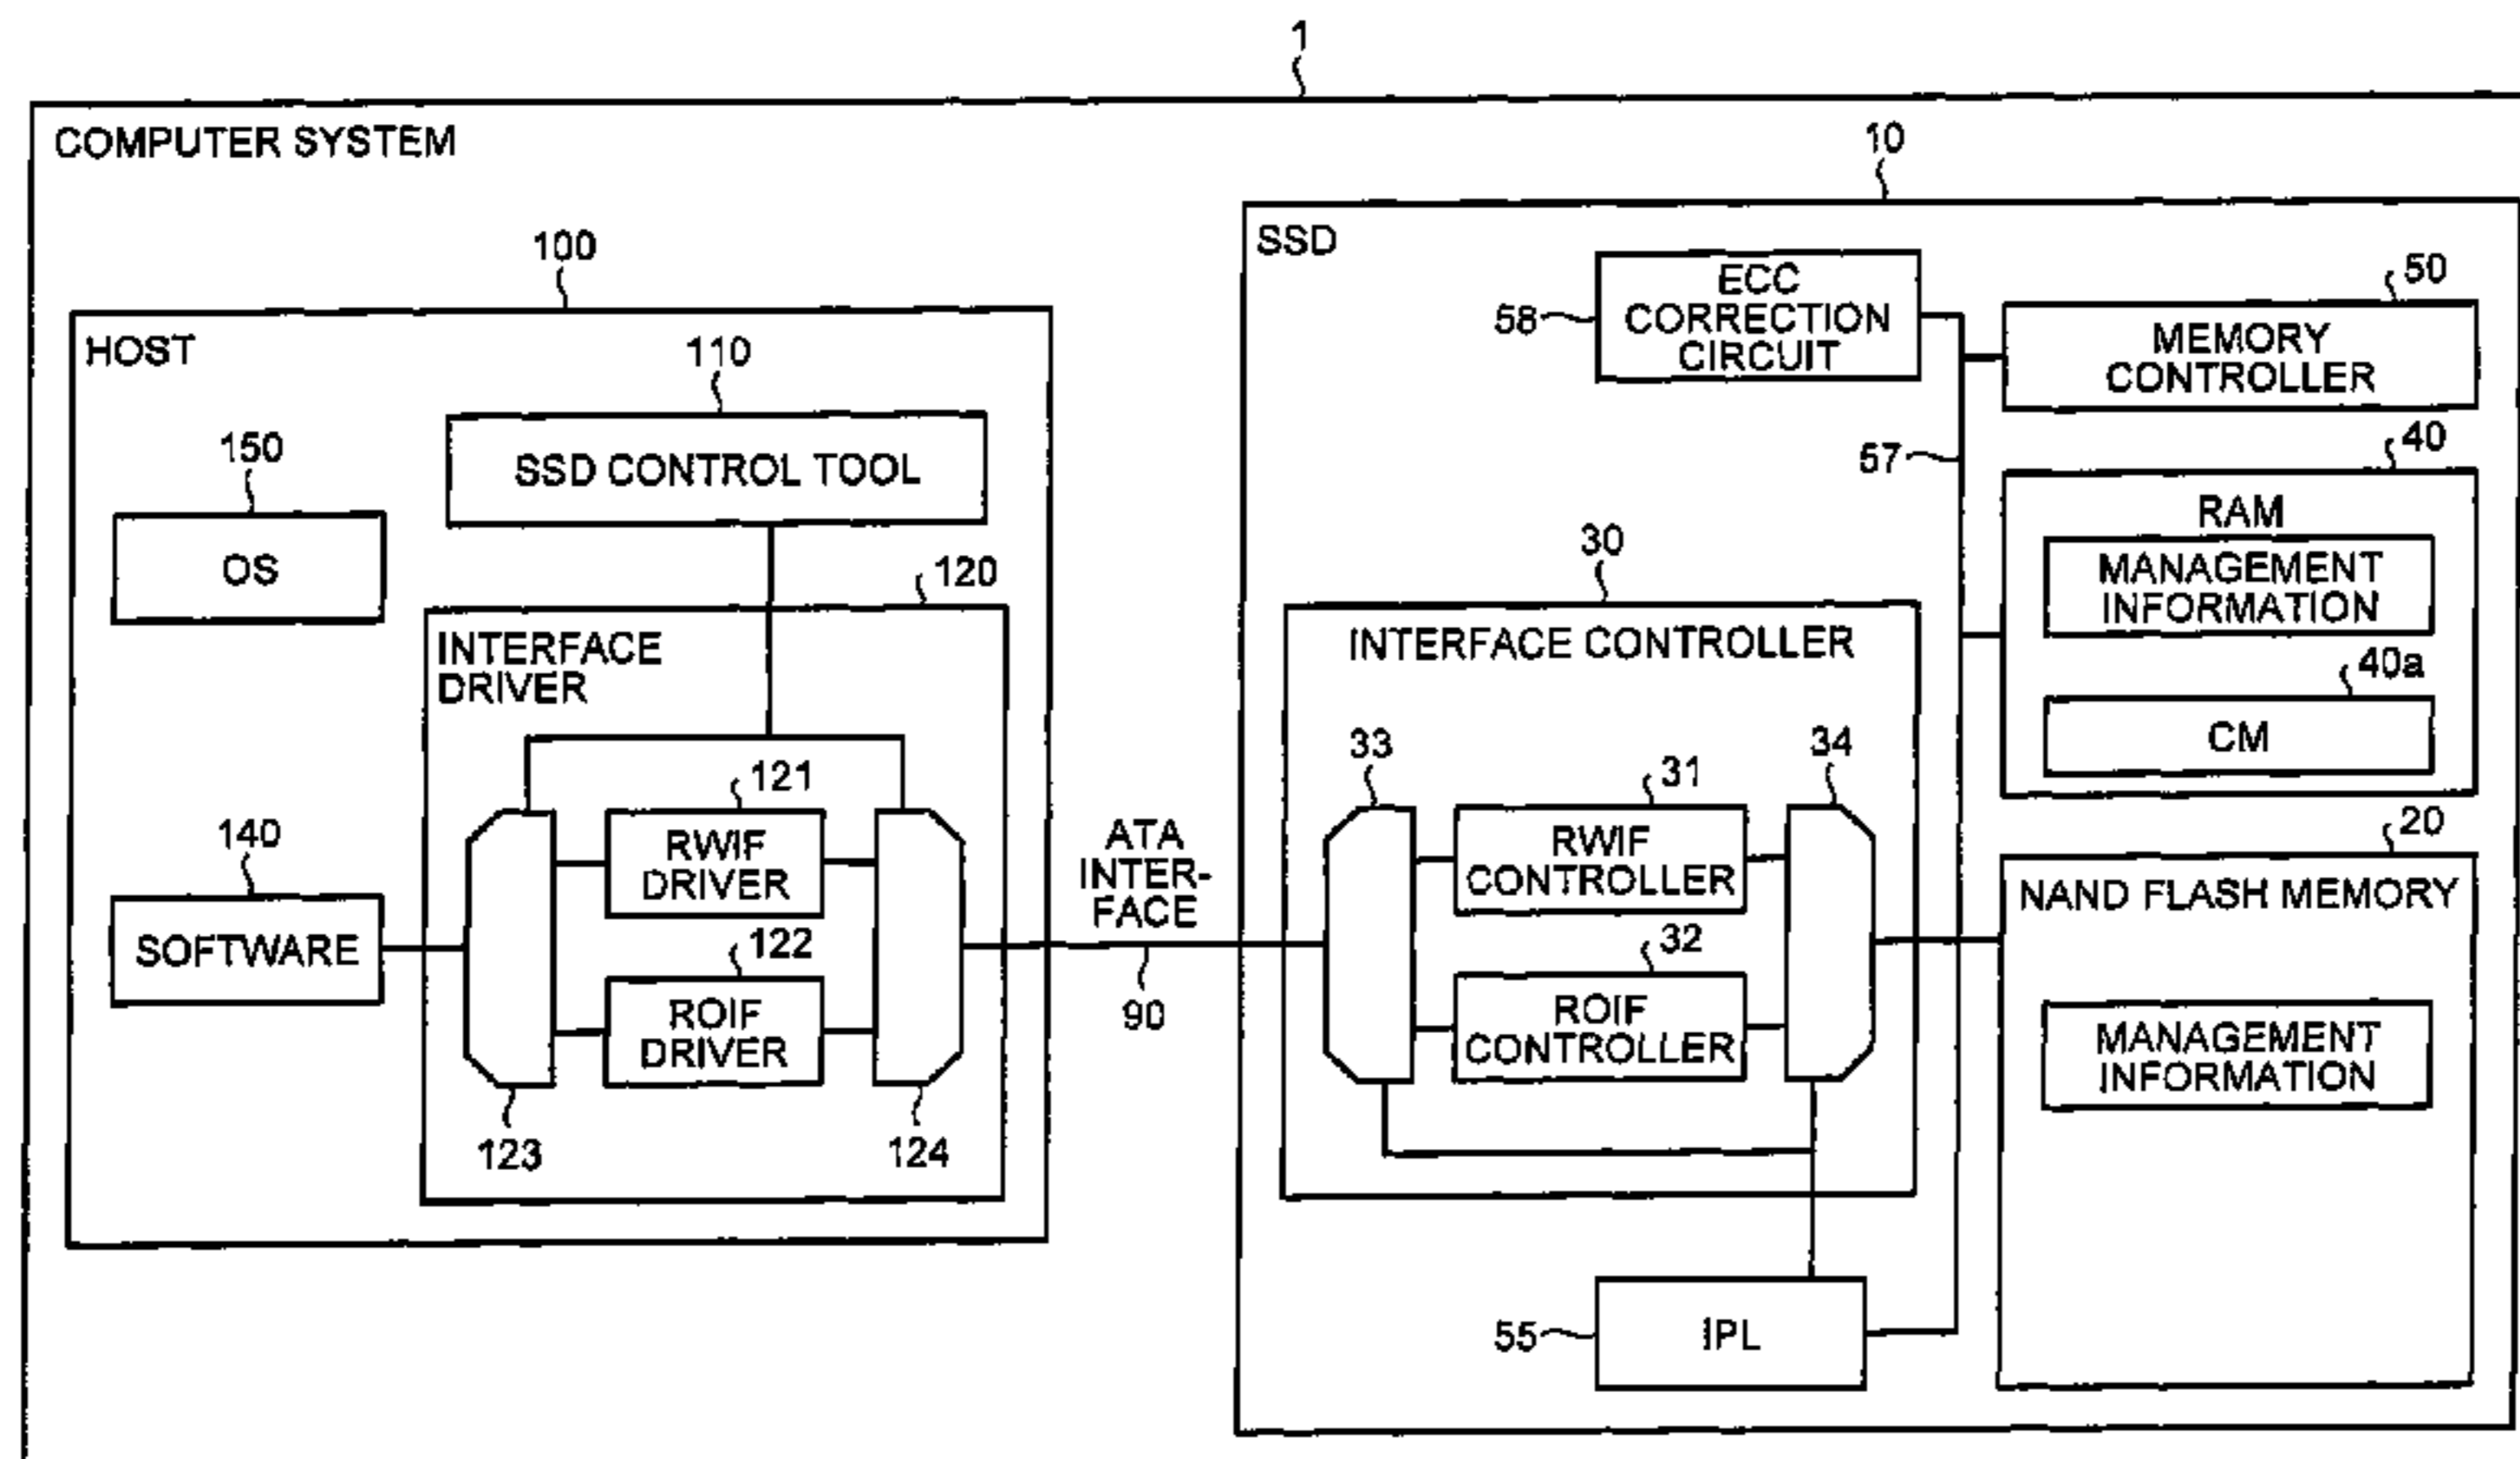 1
COMPUTER SYSTEM
10
SSD
100
HOST
110
SSD CONTROL TOOL
150
OS
120
INTERFACE
DRIVER
121
RWIF
DRIVER
122
ROIF
DRIVER
123
124
140
SOFTWARE
ATA
INTER-
FACE
90
58
ECC
CORRECTION
CIRCUIT
50
MEMORY
CONTROLLER
57
40
RAM
MANAGEMENT
INFORMATION
40a
CM
30
INTERFACE CONTROLLER
33
31
RWIF
CONTROLLER
34
32
ROIF
CONTROLLER
20
NAND FLASH MEMORY
MANAGEMENT
INFORMATION
55
IPL